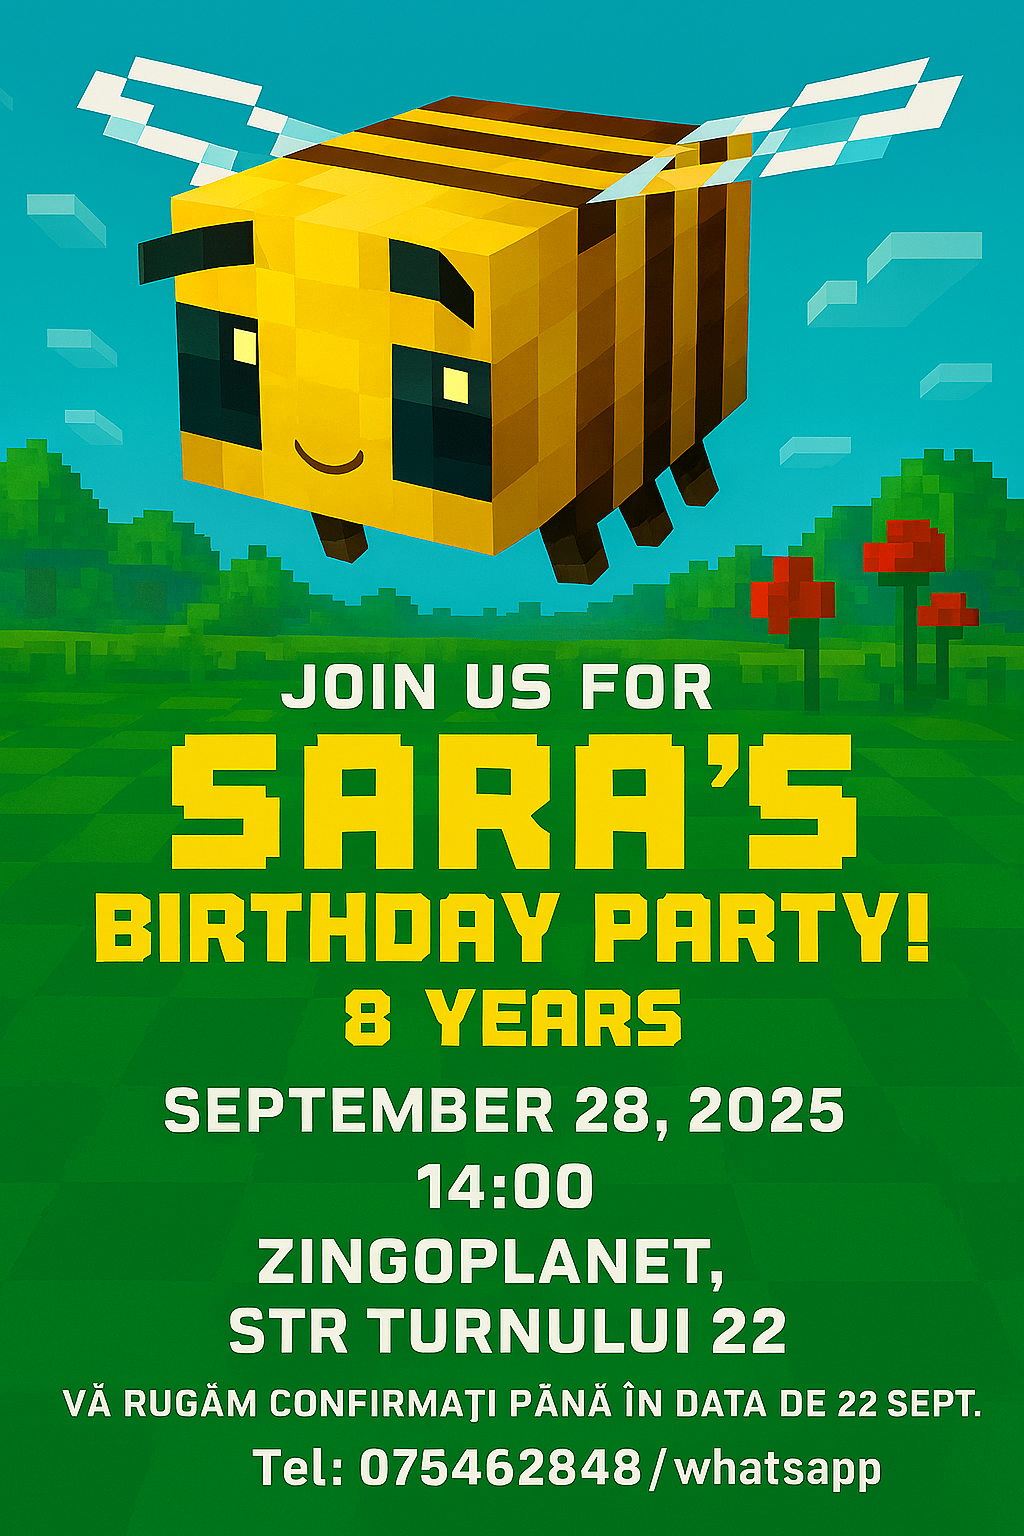 JOIN US FOR
SARA'S
BIRTHDAY PARTY!
8 YEARS
SEPTEMBER 28, 2025
14:00
ZINGOPLANET,
STR TURNULUI 22
VĂ RUGĂM CONFIRMAȚI PĂNĂ ÎN DATA DE 22 SEPT.
Tel: 075462848/whatsapp